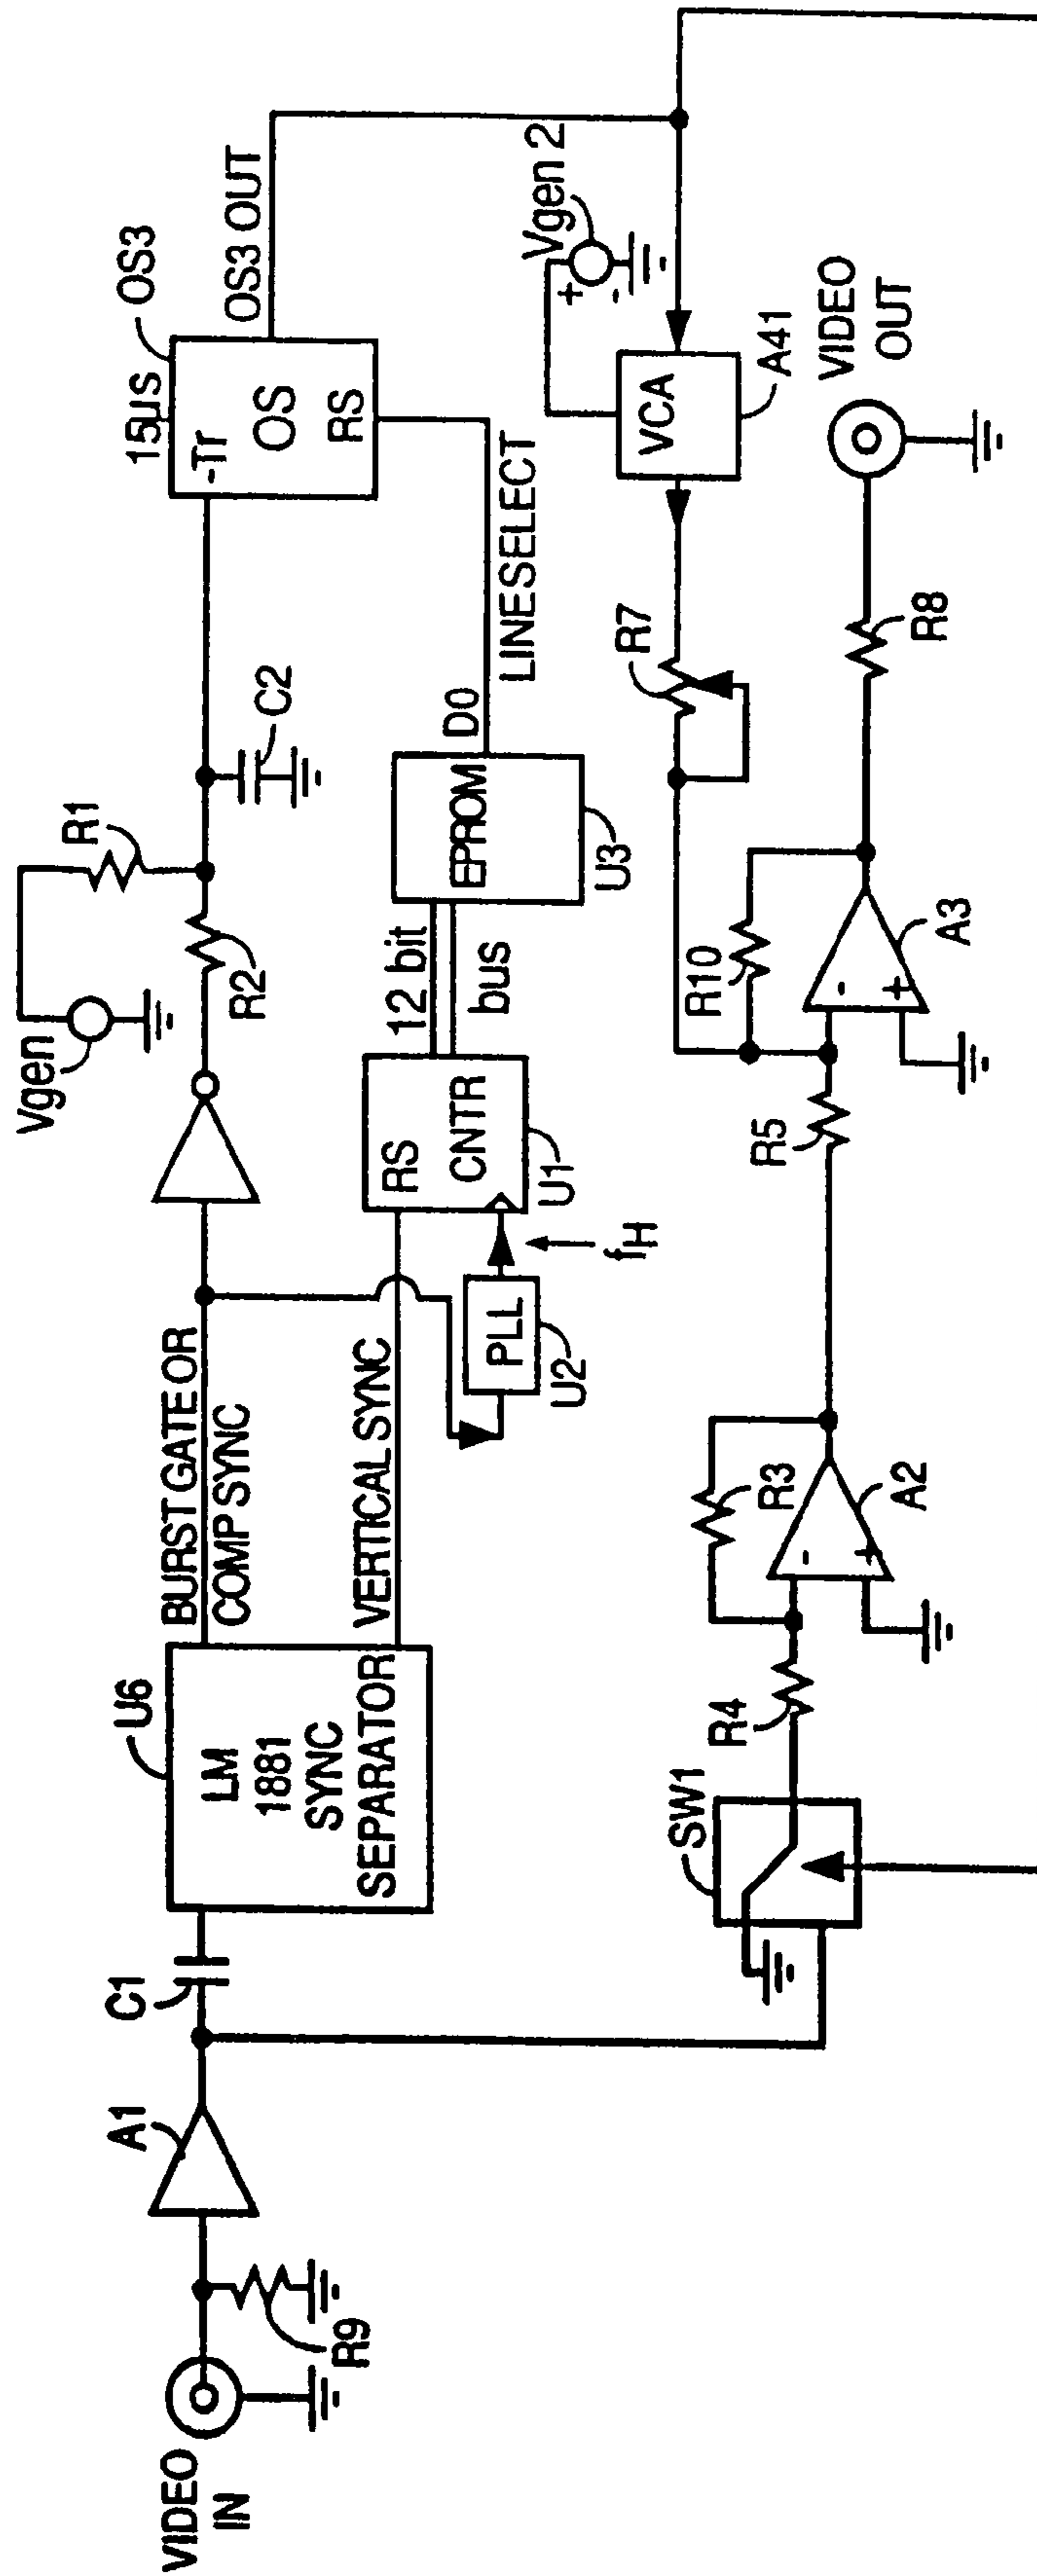 VIDEO
IN
R9
A1
C1
U6
LM
1881
SYNC
SEPARATOR
BURST GATE OR
COMP SYNC
VERTICAL SYNC
Vgen
R1
R2
C2
15µs
OS3
-Tr
OS
RS
OS3 OUT
PLL
U2
fH
RS
CNTR
U1
12 bit
bus
EPROM
U3
D0
LINESELECT
SW1
R4
R3
-
+
A2
R5
R10
-
+
A3
R7
VCA
A41
Vgen 2
+
-
R8
VIDEO
OUT